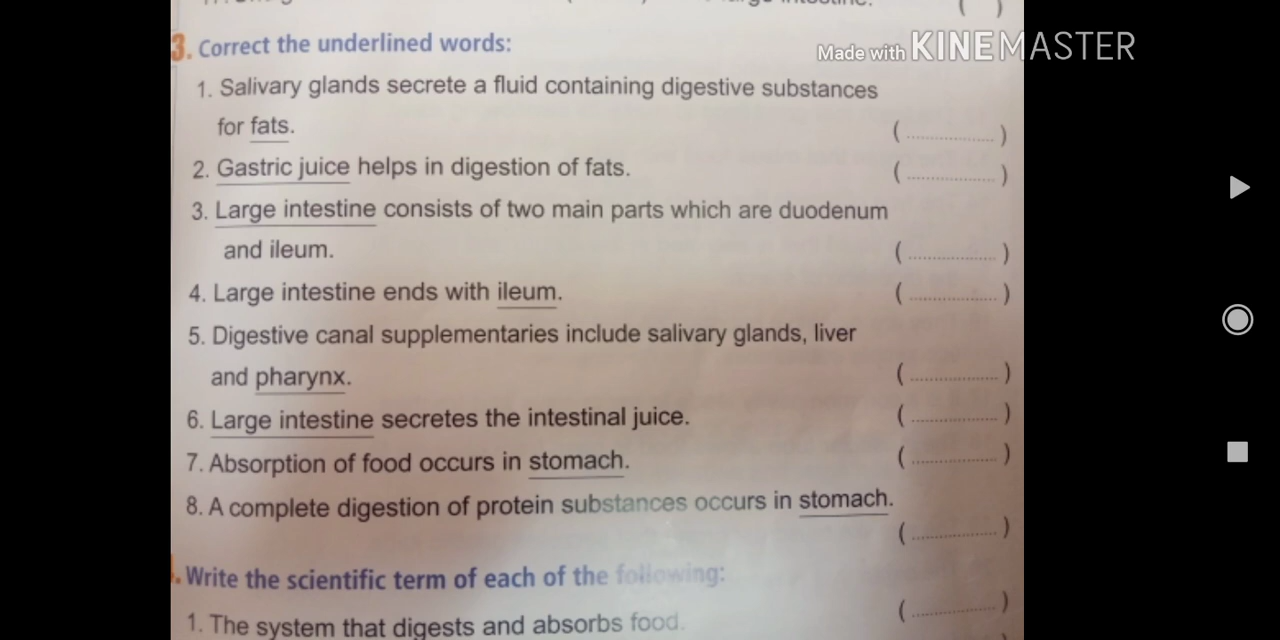 3. Correct the underlined words:
Made with KINEMASTER
1. Salivary glands secrete a fluid containing digestive substances
for fats. (....................)
2. Gastric juice helps in digestion of fats. (....................)
3. Large intestine consists of two main parts which are duodenum
and ileum. (....................)
4. Large intestine ends with ileum. (....................)
5. Digestive canal supplementaries include salivary glands, liver
and pharynx. (....................)
6. Large intestine secretes the intestinal juice. (....................)
7. Absorption of food occurs in stomach. (....................)
8. A complete digestion of protein substances occurs in stomach.
(....................)
. Write the scientific term of each of the following:
1. The system that digests and absorbs food. (....................)